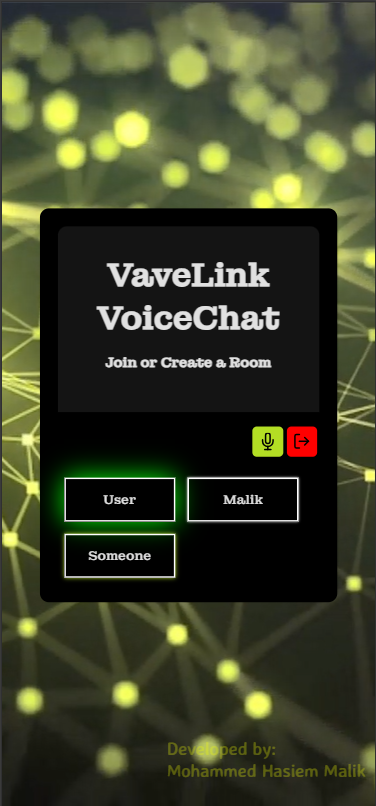 VaveLink
VoiceChat
Join or Create a Room
User
Malik
Someone
Developed by:
Mohammed Hasiem Malik